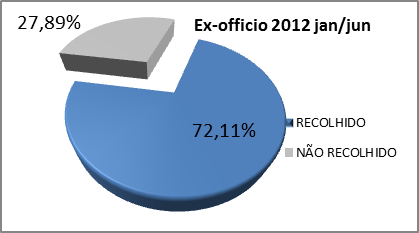 27,89%
Ex-officio 2012 jan/jun
72,11%
RECOLHIDO
NÃO RECOLHIDO